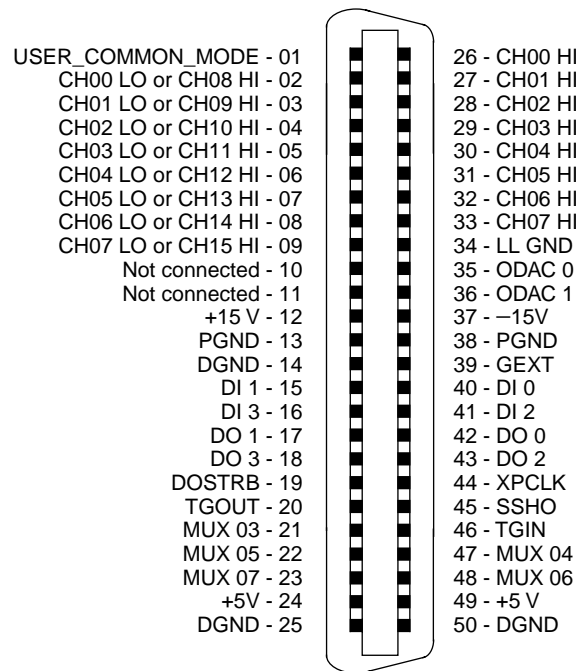 USER_COMMON_MODE - 01
CH00 LO or CH08 HI - 02
CH01 LO or CH09 HI - 03
CH02 LO or CH10 HI - 04
CH03 LO or CH11 HI - 05
CH04 LO or CH12 HI - 06
CH05 LO or CH13 HI - 07
CH06 LO or CH14 HI - 08
CH07 LO or CH15 HI - 09
Not connected - 10
Not connected - 11
+15 V - 12
PGND - 13
DGND - 14
DI 1 - 15
DI 3 - 16
DO 1 - 17
DO 3 - 18
DOSTRB - 19
TGOUT - 20
MUX 03 - 21
MUX 05 - 22
MUX 07 - 23
+5V - 24
DGND - 25
26 - CH00 HI
27 - CH01 HI
28 - CH02 HI
29 - CH03 HI
30 - CH04 HI
31 - CH05 HI
32 - CH06 HI
33 - CH07 HI
34 - LL GND
35 - ODAC 0
36 - ODAC 1
37 - –15V
38 - PGND
39 - GEXT
40 - DI 0
41 - DI 2
42 - DO 0
43 - DO 2
44 - XPCLK
45 - SSHO
46 - TGIN
47 - MUX 04
48 - MUX 06
49 - +5 V
50 - DGND